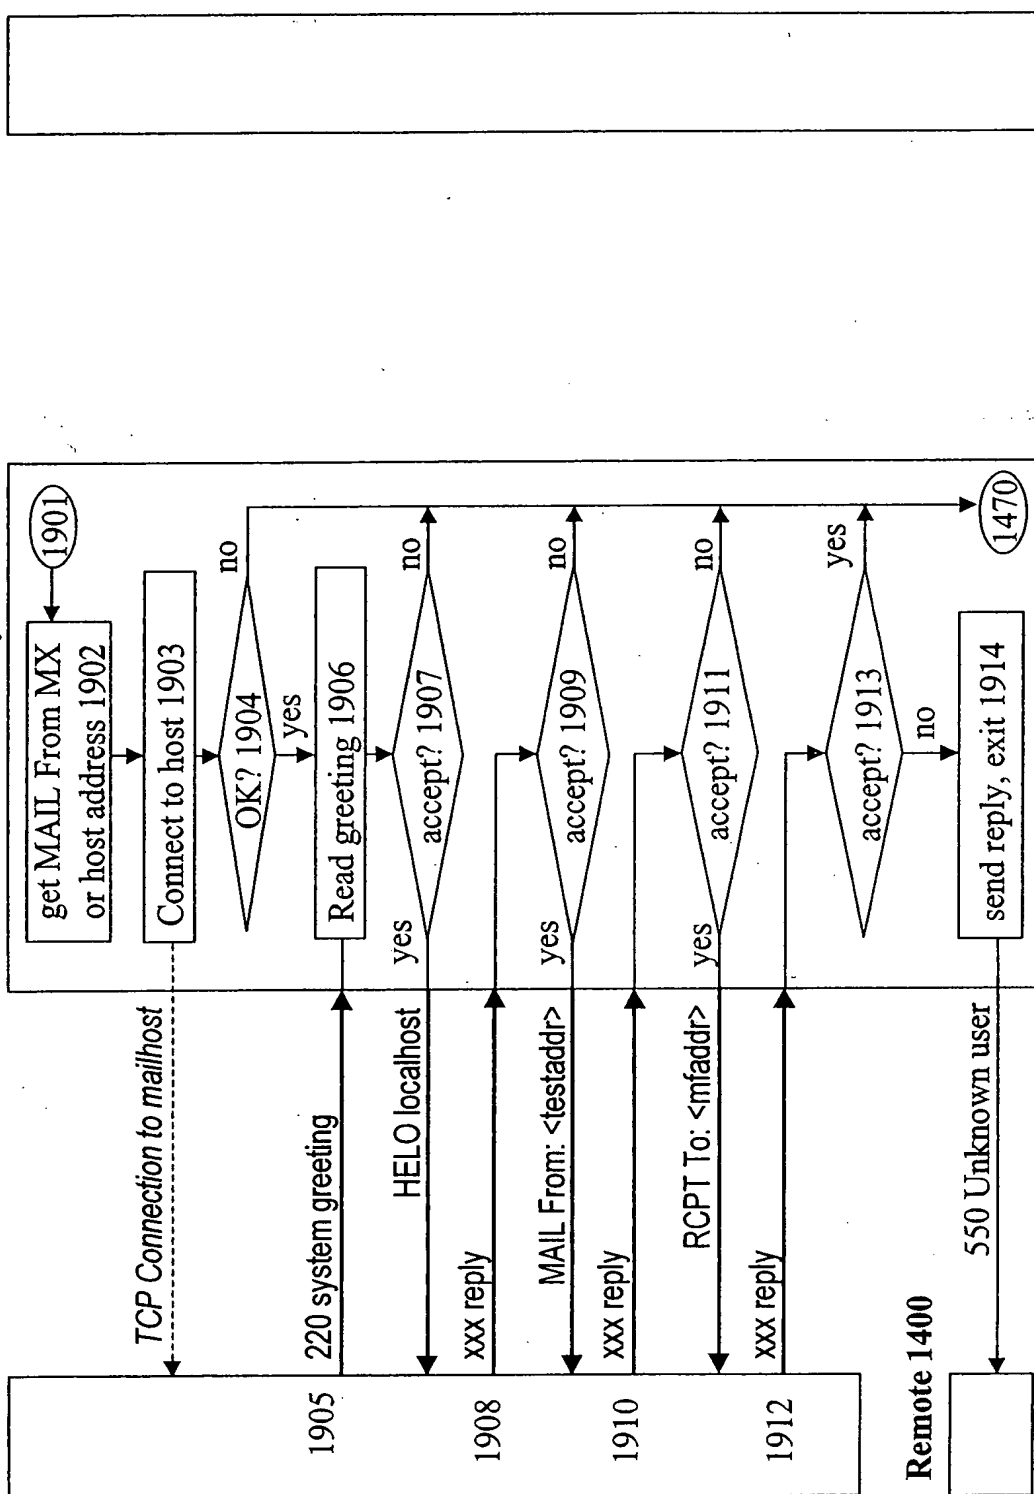 1901
get MAIL From MX
or host address 1902
TCP Connection to mailhost
Connect to host 1903
OK? 1904
no
yes
1905
220 system greeting
Read greeting 1906
HELO localhost
yes
accept? 1907
no
1908
xxx reply
MAIL From: <testaddr>
yes
accept? 1909
no
1910
xxx reply
RCPT To: <mfaddr>
yes
accept? 1911
no
1912
xxx reply
accept? 1913
yes
no
Remote 1400
550 Unknown user
send reply, exit 1914
1470